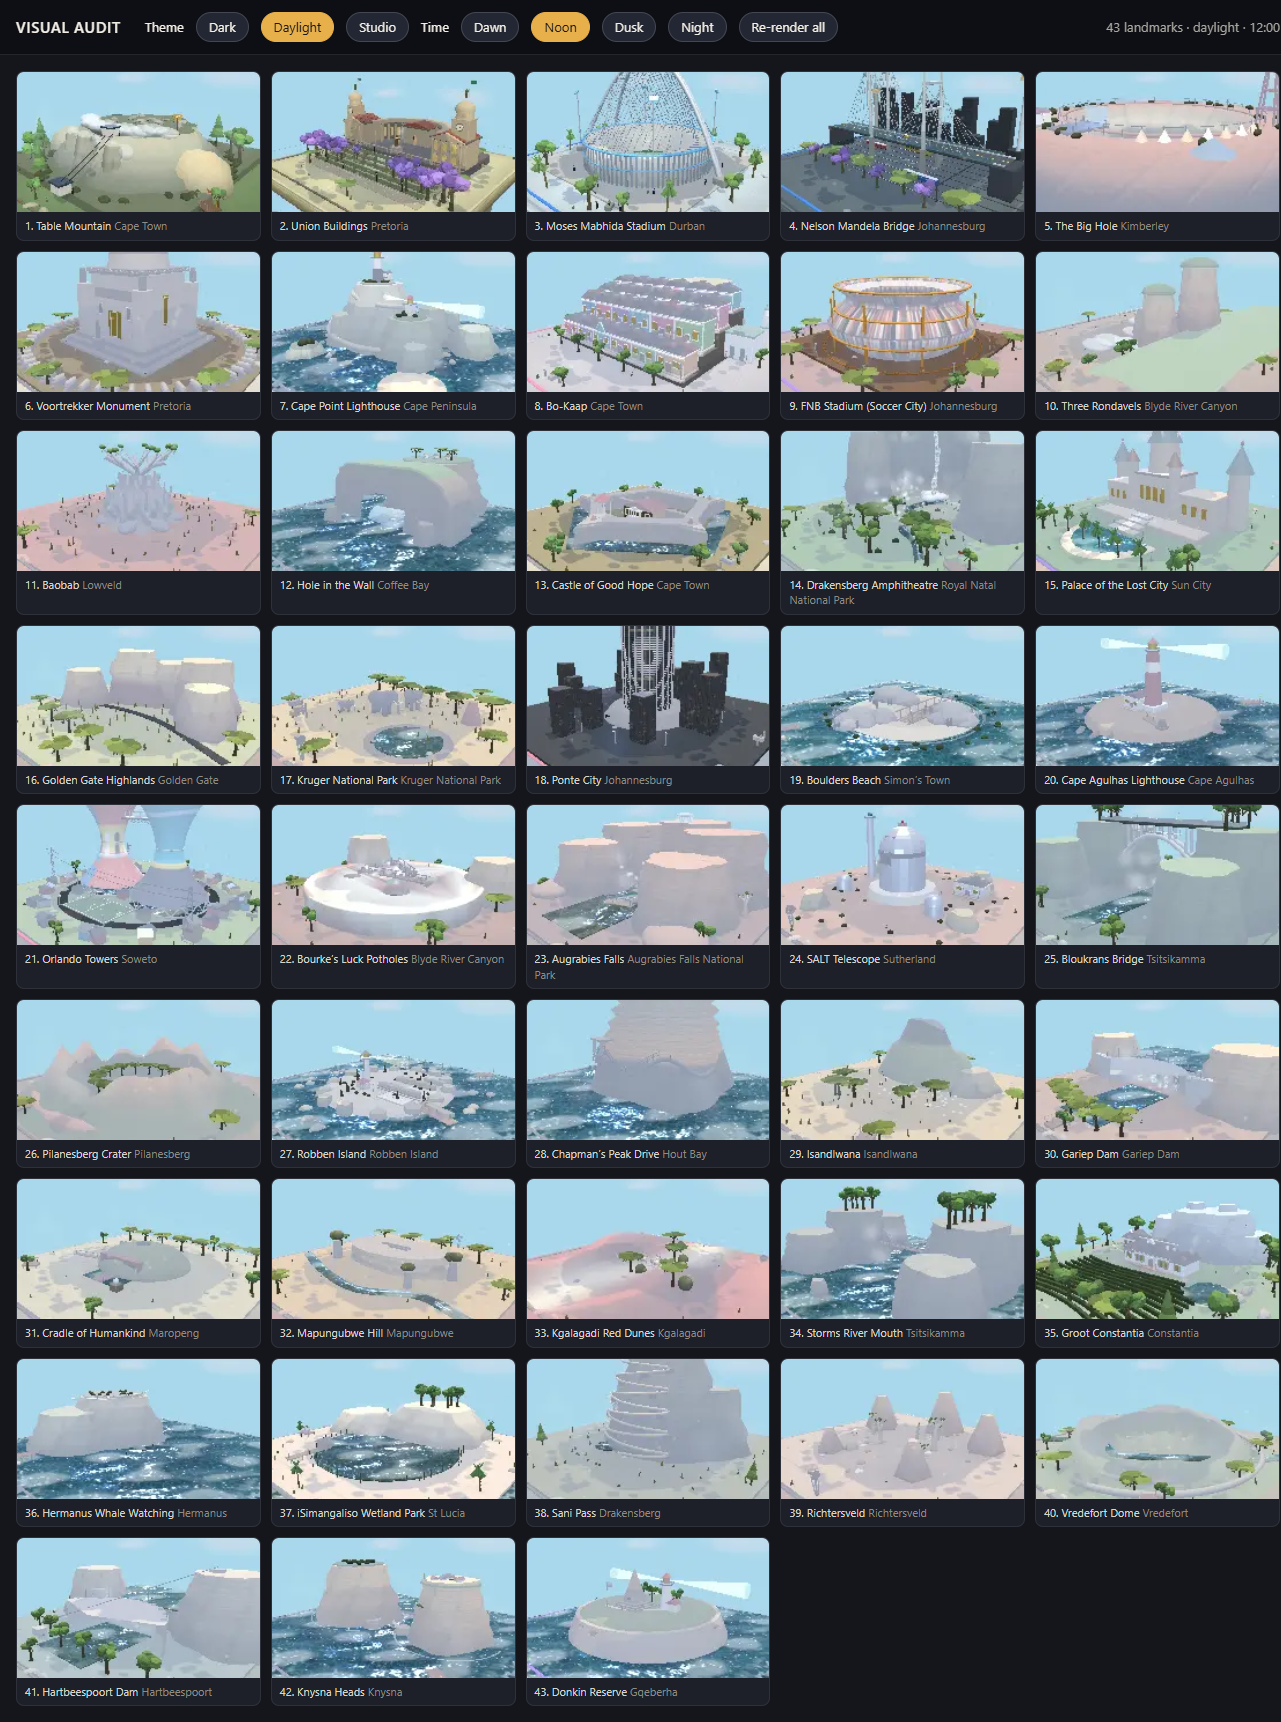 VISUAL AUDIT Theme Dark Daylight Studio Time Dawn Noon Dusk Night Re-render all 43 landmarks · daylight · 12:00
1. Table Mountain Cape Town
2. Union Buildings Pretoria
3. Moses Mabhida Stadium Durban
4. Nelson Mandela Bridge Johannesburg
5. The Big Hole Kimberley
6. Voortrekker Monument Pretoria
7. Cape Point Lighthouse Cape Peninsula
8. Bo-Kaap Cape Town
9. FNB Stadium (Soccer City) Johannesburg
10. Three Rondavels Blyde River Canyon
11. Baobab Lowveld
12. Hole in the Wall Coffee Bay
13. Castle of Good Hope Cape Town
14. Drakensberg Amphitheatre Royal Natal
National Park
15. Palace of the Lost City Sun City
16. Golden Gate Highlands Golden Gate
17. Kruger National Park Kruger National Park
18. Ponte City Johannesburg
19. Boulders Beach Simon's Town
20. Cape Agulhas Lighthouse Cape Agulhas
21. Orlando Towers Soweto
22. Bourke's Luck Potholes Blyde River Canyon
23. Augrabies Falls Augrabies Falls National
Park
24. SALT Telescope Sutherland
25. Bloukrans Bridge Tsitsikamma
26. Pilanesberg Crater Pilanesberg
27. Robben Island Robben Island
28. Chapman's Peak Drive Hout Bay
29. Isandlwana Isandlwana
30. Gariep Dam Gariep Dam
31. Cradle of Humankind Maropeng
32. Mapungubwe Hill Mapungubwe
33. Kgalagadi Red Dunes Kgalagadi
34. Storms River Mouth Tsitsikamma
35. Groot Constantia Constantia
36. Hermanus Whale Watching Hermanus
37. iSimangaliso Wetland Park St Lucia
38. Sani Pass Drakensberg
39. Richtersveld Richtersveld
40. Vredefort Dome Vredefort
41. Hartbeespoort Dam Hartbeespoort
42. Knysna Heads Knysna
43. Donkin Reserve Gqeberha